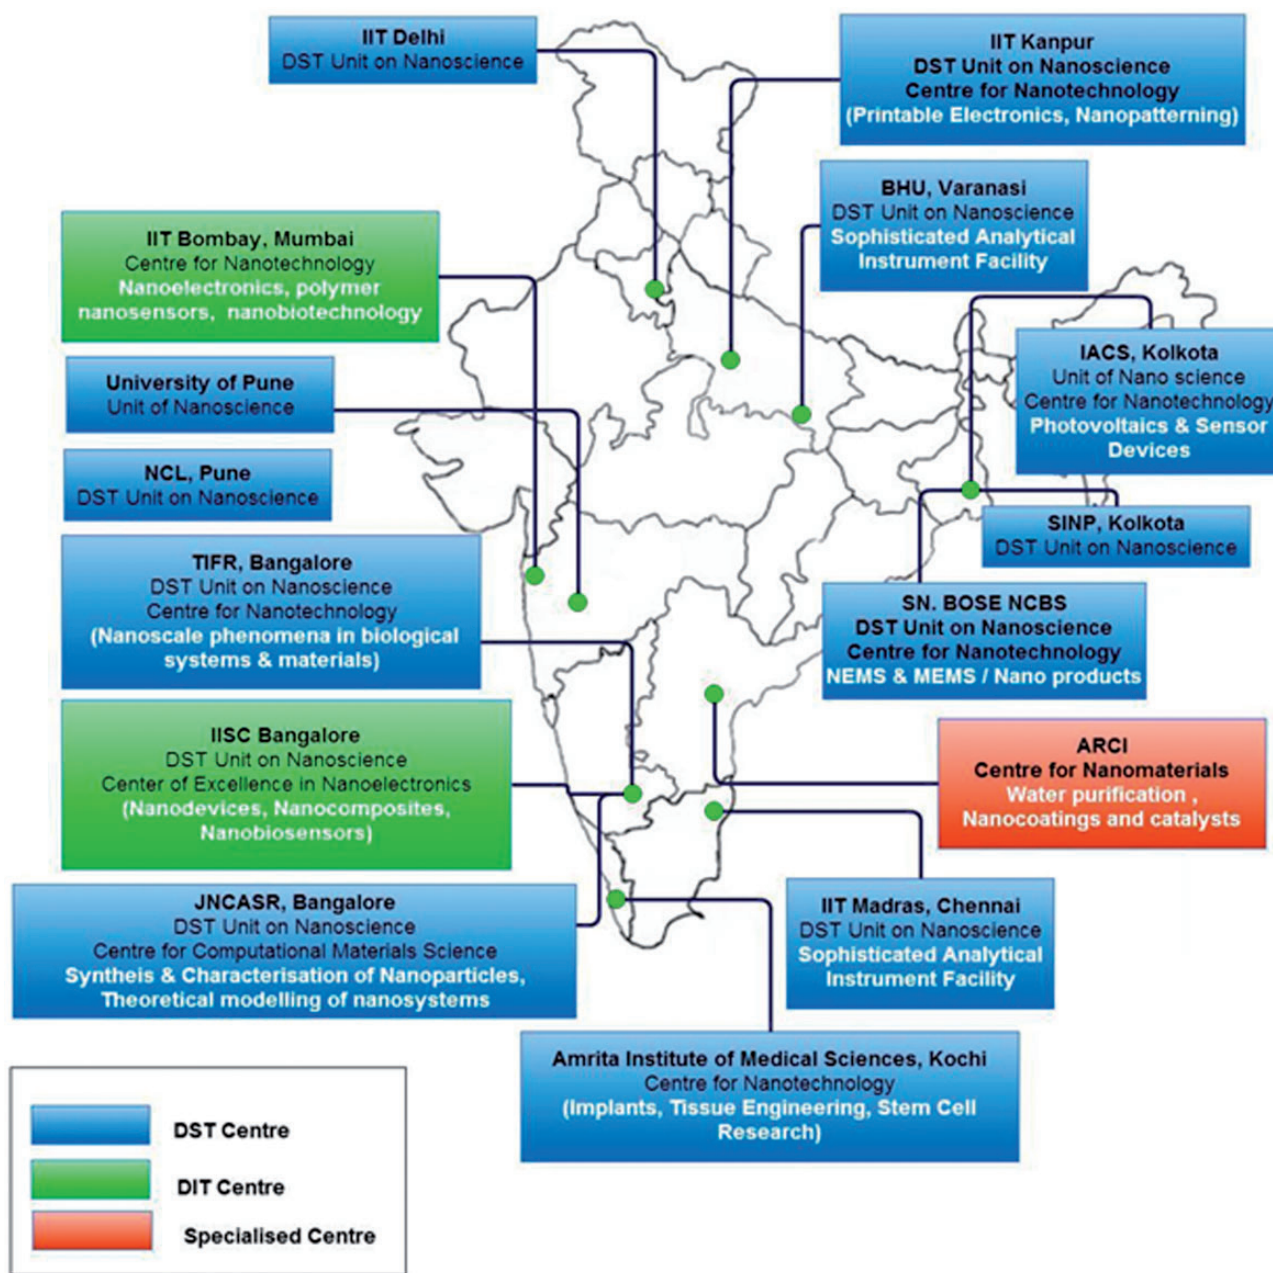 IIT Delhi
DST Unit on Nanoscience
IIT Kanpur
DST Unit on Nanoscience
Centre for Nanotechnology
(Printable Electronics, Nanopatterning)
BHU, Varanasi
DST Unit on Nanoscience
Sophisticated Analytical
Instrument Facility
IIT Bombay, Mumbai
Centre for Nanotechnology
Nanoelectronics, polymer
nanosensors, nanobiotechnology
IACS, Kolkota
Unit of Nano science
Centre for Nanotechnology
Photovoltaics & Sensor
Devices
University of Pune
Unit of Nanoscience
NCL, Pune
DST Unit on Nanoscience
SINP, Kolkota
DST Unit on Nanoscience
TIFR, Bangalore
DST Unit on Nanoscience
Centre for Nanotechnology
(Nanoscale phenomena in biological
systems & materials)
SN. BOSE NCBS
DST Unit on Nanoscience
Centre for Nanotechnology
NEMS & MEMS / Nano products
IISC Bangalore
DST Unit on Nanoscience
Center of Excellence in Nanoelectronics
(Nanodevices, Nanocomposites,
Nanobiosensors)
ARCI
Centre for Nanomaterials
Water purification ,
Nanocoatings and catalysts
JNCASR, Bangalore
DST Unit on Nanoscience
Centre for Computational Materials Science
Syntheis & Characterisation of Nanoparticles,
Theoretical modelling of nanosystems
IIT Madras, Chennai
DST Unit on Nanoscience
Sophisticated Analytical
Instrument Facility
Amrita Institute of Medical Sciences, Kochi
Centre for Nanotechnology
(Implants, Tissue Engineering, Stem Cell
Research)
DST Centre
DIT Centre
Specialised Centre